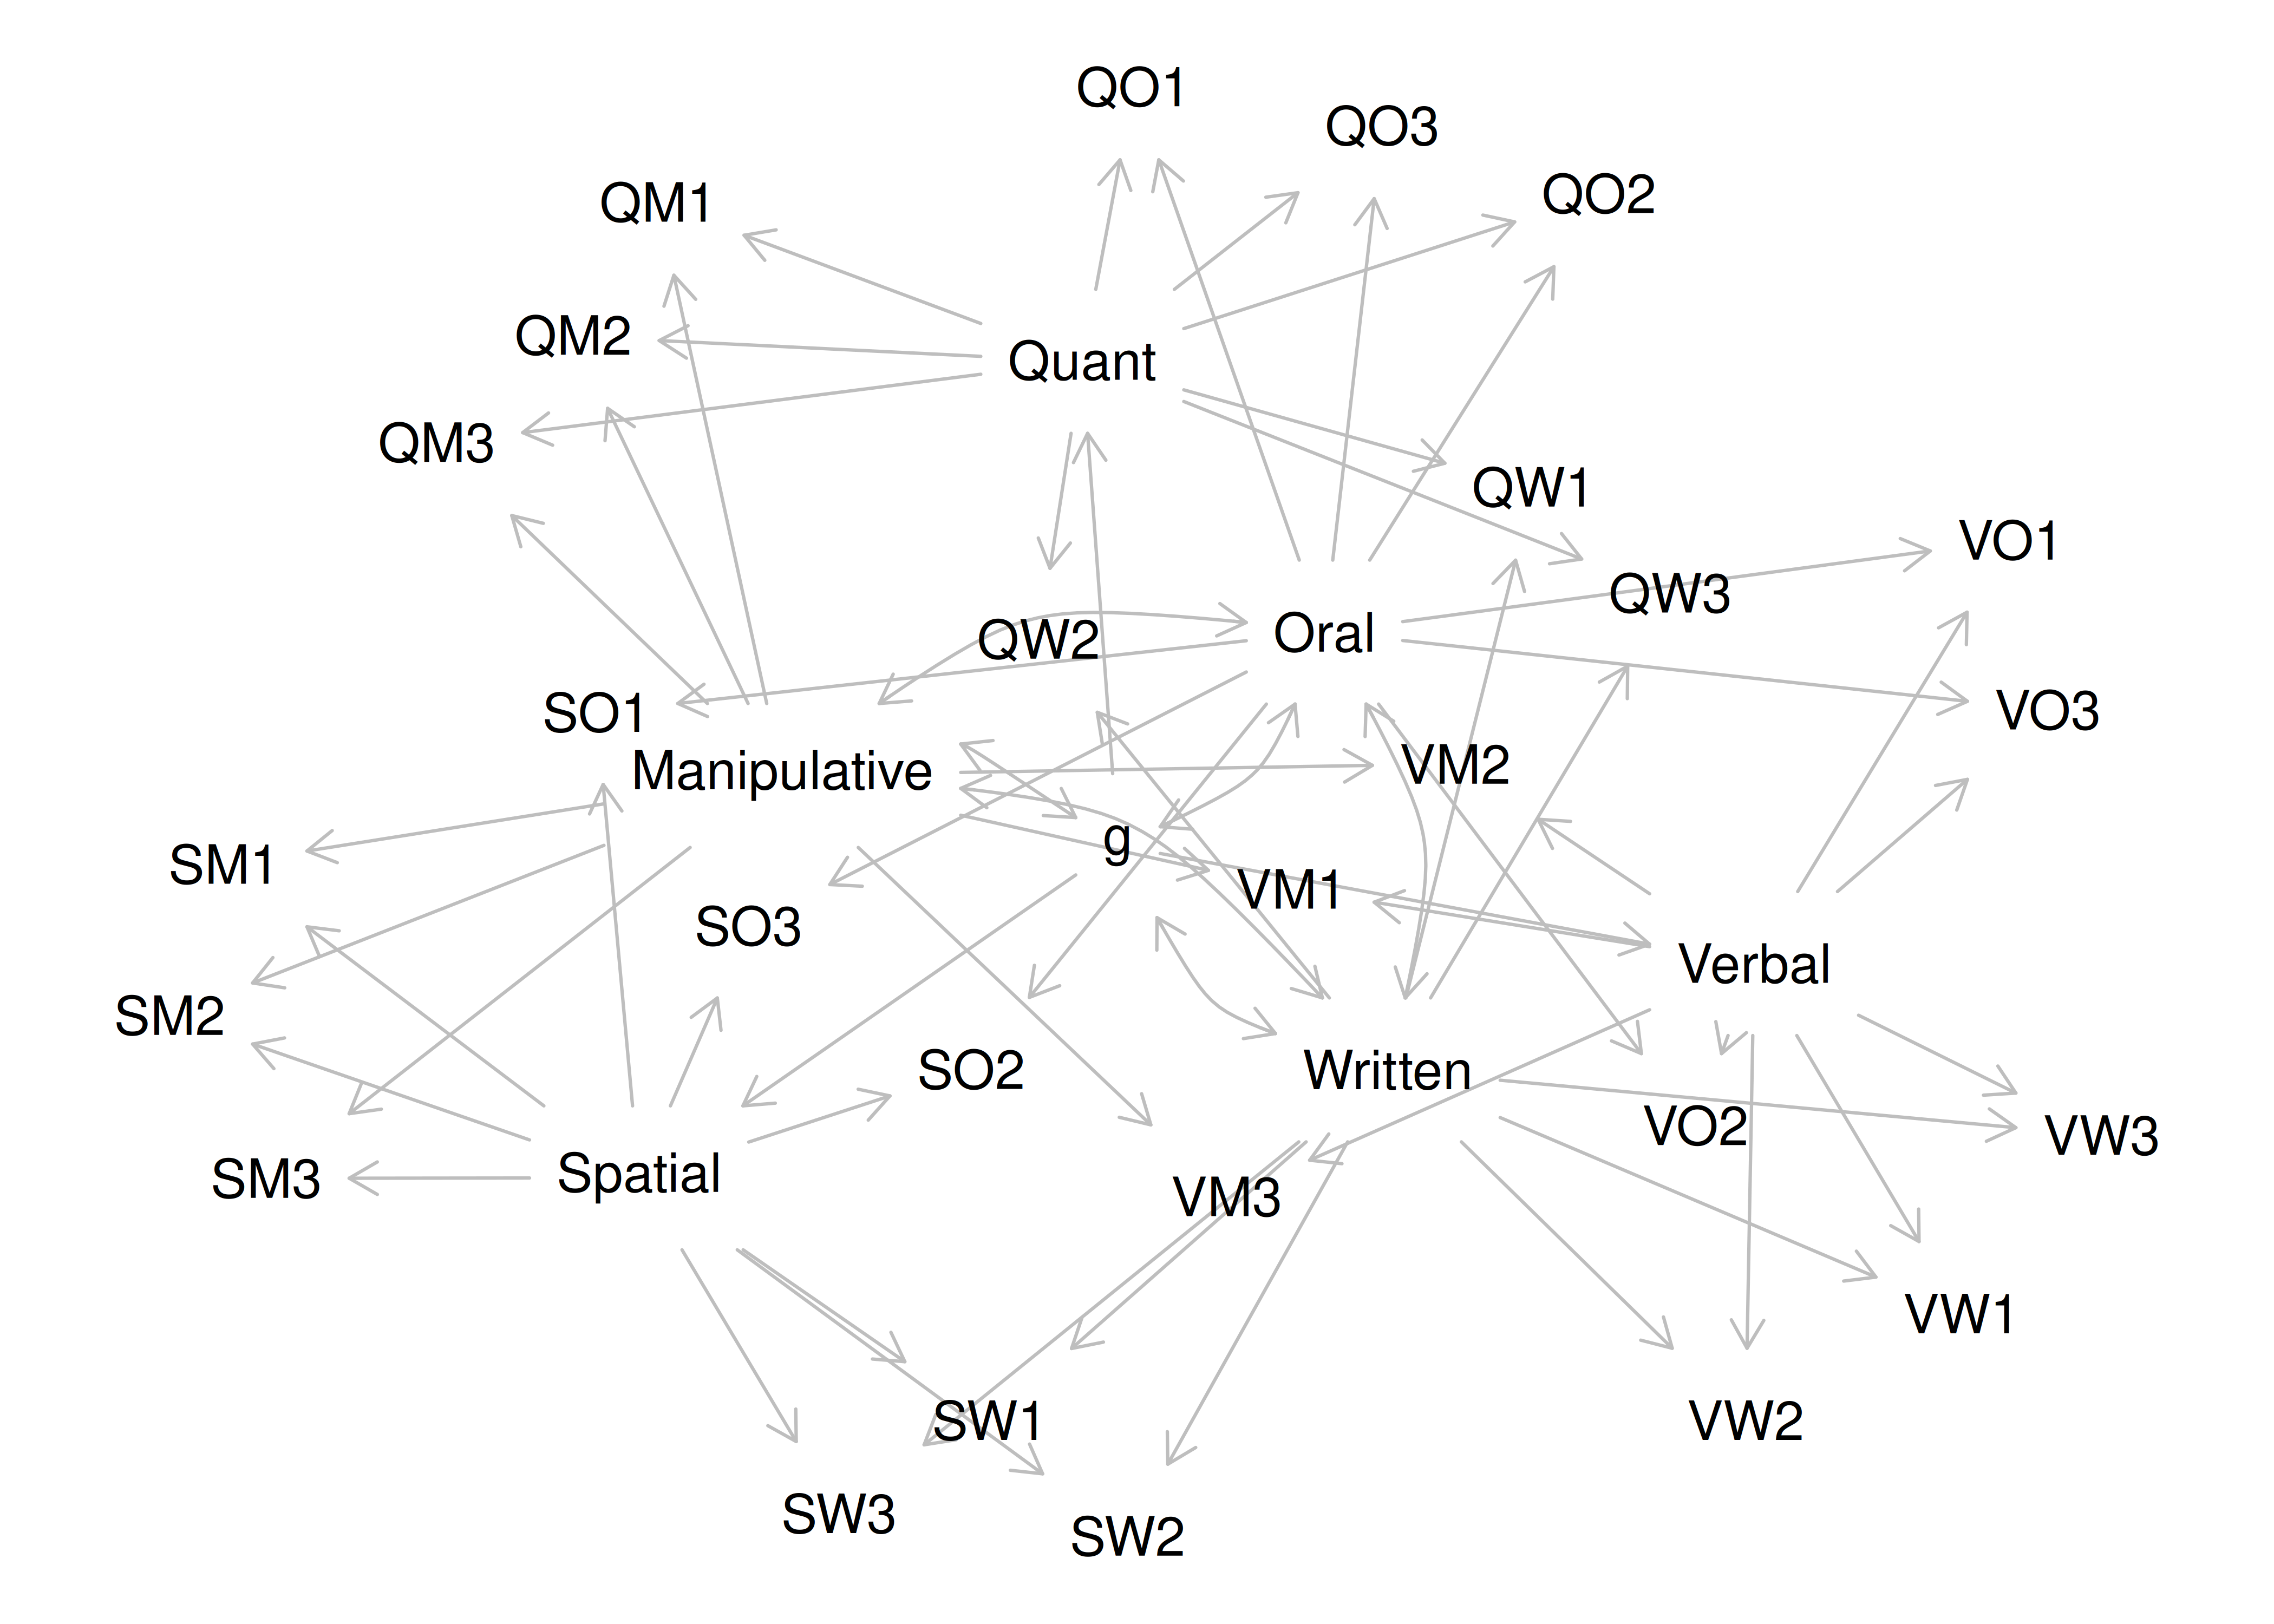 QO1
QO3
QO2
QM1
QM2
Quant
QM3
QW1
VO1
QW3
QW2
Oral
SO1
VO3
Manipulative
VM2
g
SM1
VM1
SO3
Verbal
SM2
SO2
Written
VO2
VW3
SM3
Spatial
VM3
VW1
SW1
VW2
SW3
SW2